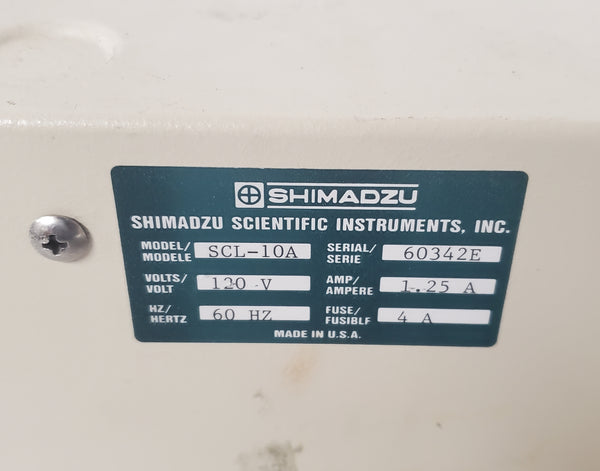 SHIMADZU
SHIMADZU SCIENTIFIC INSTRUMENTS, INC.
MODEL/ MODELE SCL-10A SERIAL/ SERIE 60342E
VOLTS/ VOLT 120 V AMP/ AMPERE 1.25 A
HZ/ HERTZ 60 HZ FUSE/ FUSIBLE 4 A
MADE IN U.S.A.